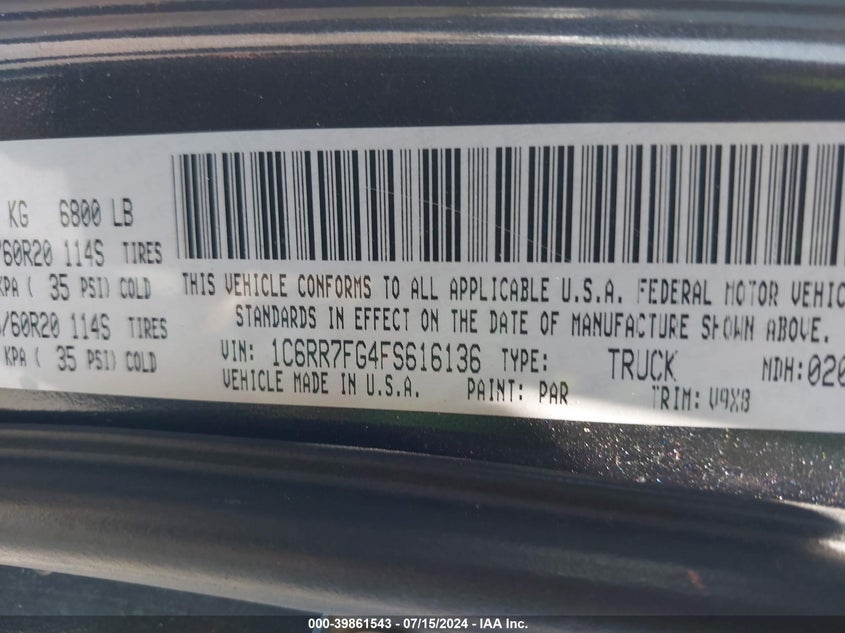 KG 6800 LB
/60R20 114S TIRES
KPA ( 35 PSI) COLD
/60R20 114S TIRES
KPA ( 35 PSI) COLD
THIS VEHICLE CONFORMS TO ALL APPLICABLE U.S.A. FEDERAL MOTOR VEHIC
STANDARDS IN EFFECT ON THE DATE OF MANUFACTURE SHOWN ABOVE.
VIN: 1C6RR7FG4FS616136 TYPE: TRUCK MDH:020
VEHICLE MADE IN U.S.A. PAINT: PAR TRIM: V9X8
000-39861543 / 07/15/2024 - IAA Inc.